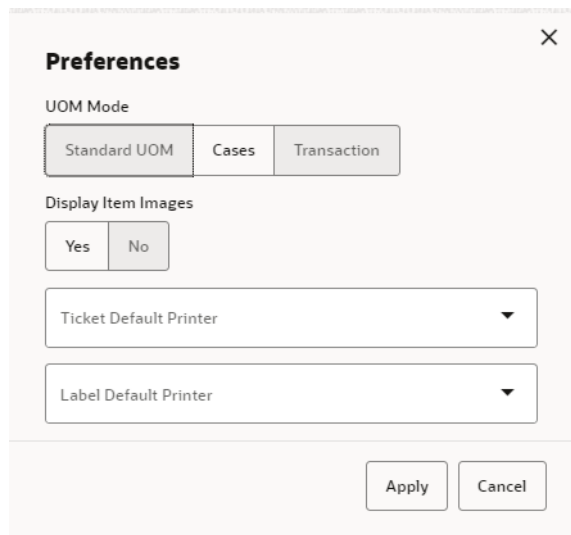 Preferences
UOM Mode
Standard UOM Cases Transaction
Display Item Images
Yes No
Ticket Default Printer
Label Default Printer
Apply Cancel